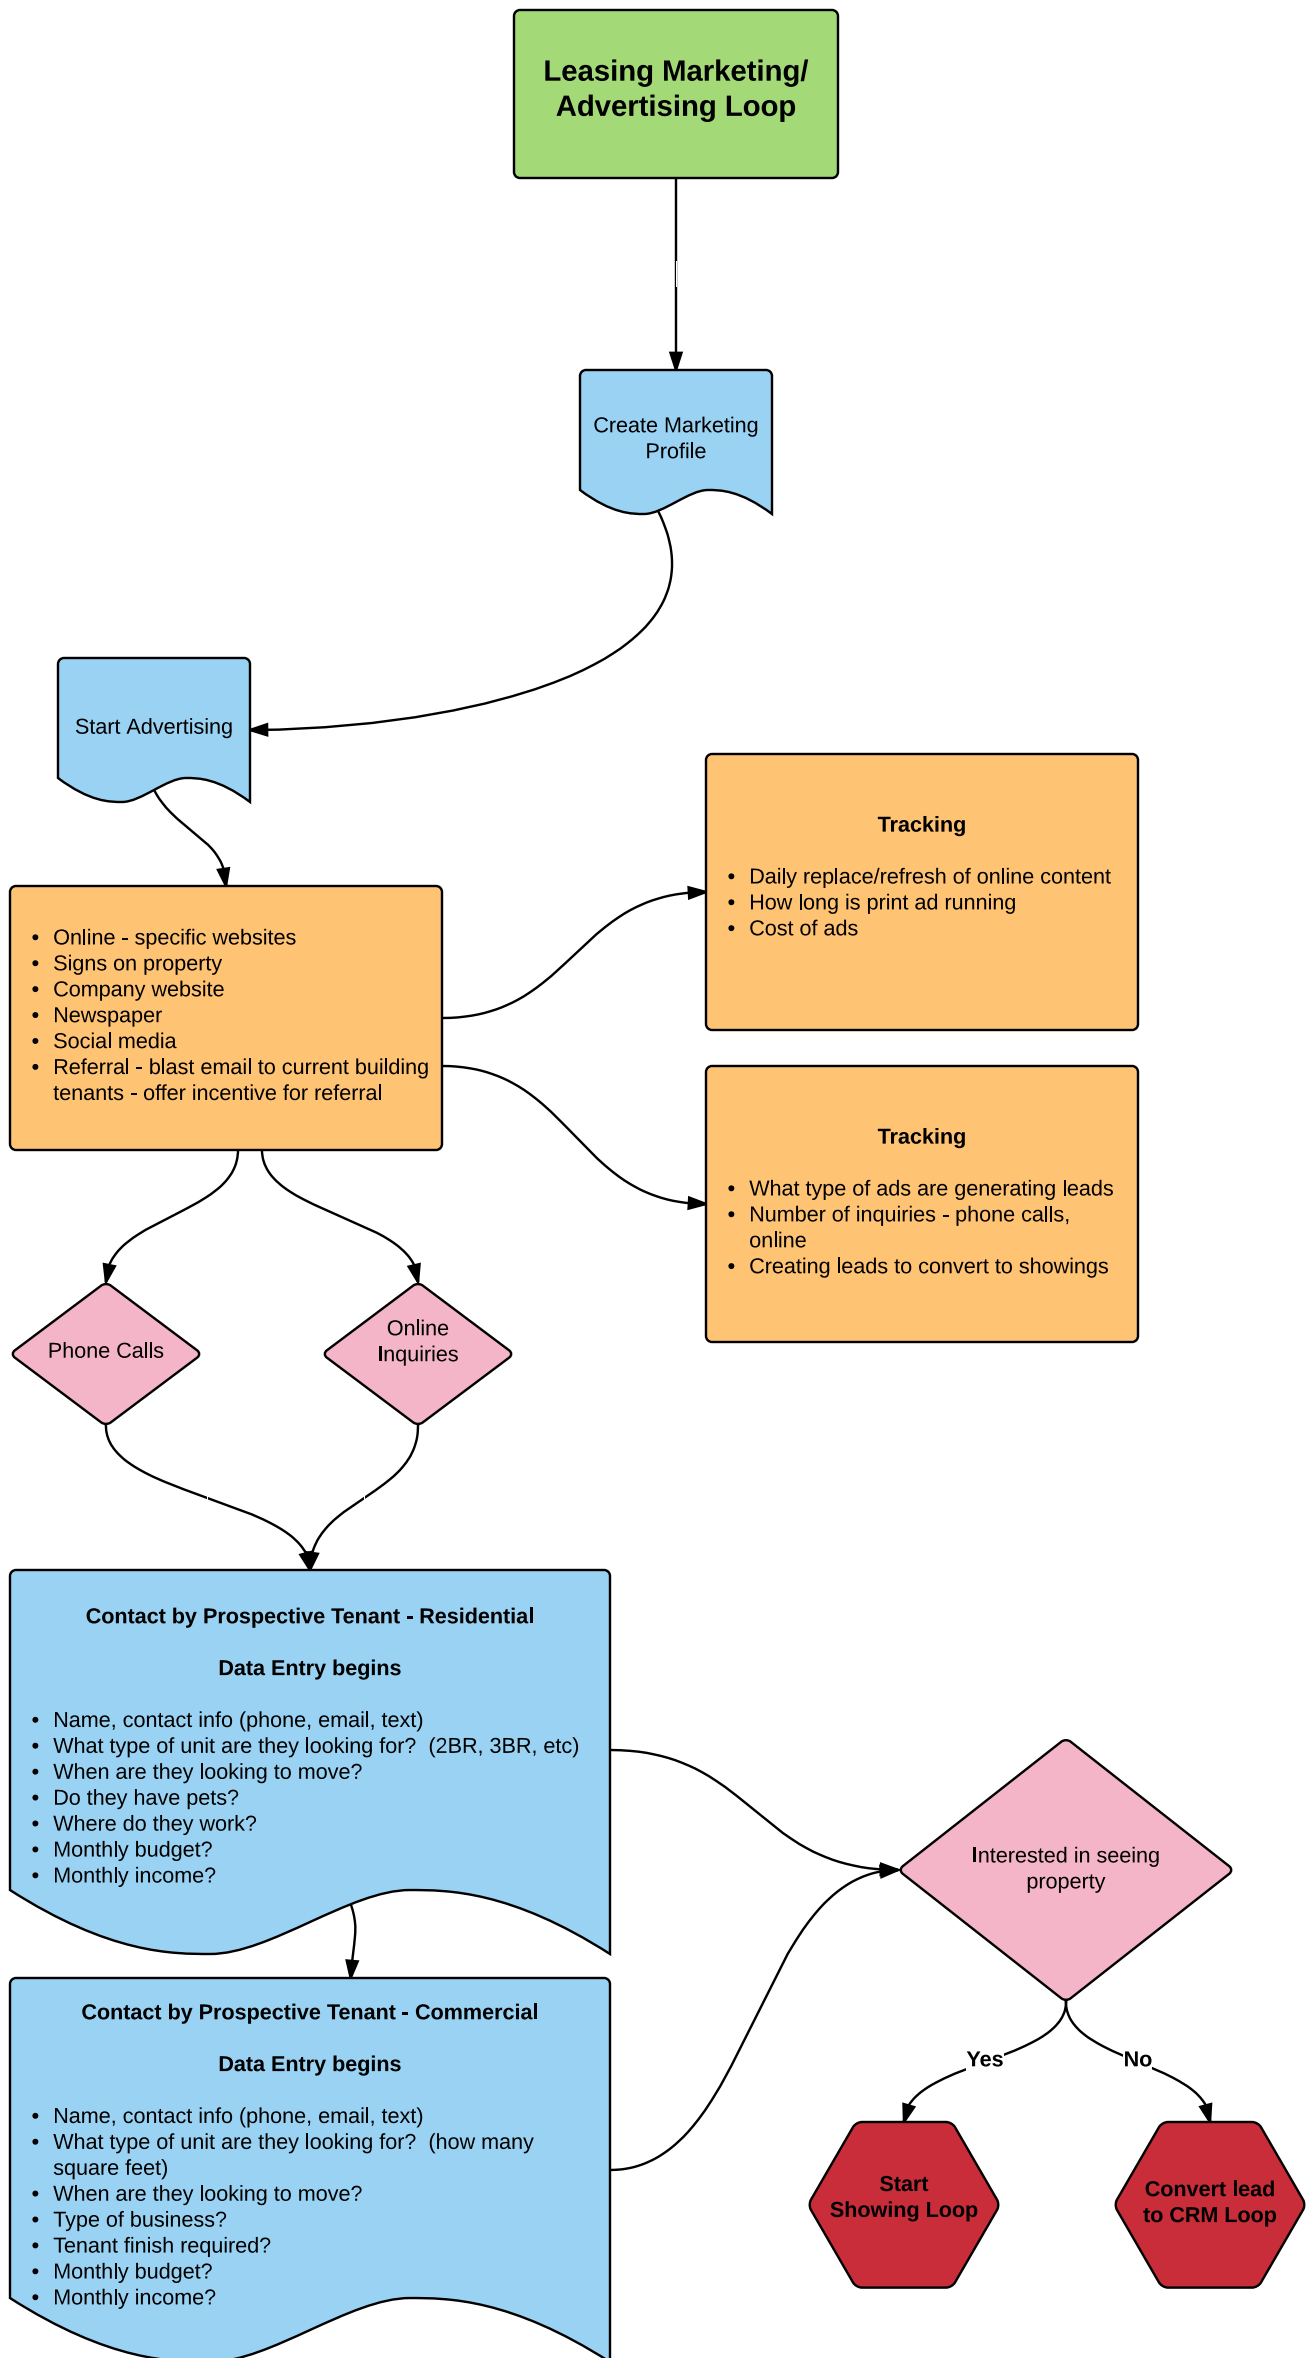 Leasing Marketing/
Advertising Loop
Create Marketing
Profile
Start Advertising
• Online - specific websites
• Signs on property
• Company website
• Newspaper
• Social media
• Referral - blast email to current building
tenants - offer incentive for referral
Tracking
• Daily replace/refresh of online content
• How long is print ad running
• Cost of ads
Tracking
• What type of ads are generating leads
• Number of inquiries - phone calls,
online
• Creating leads to convert to showings
Phone Calls
Online
Inquiries
Contact by Prospective Tenant - Residential
Data Entry begins
• Name, contact info (phone, email, text)
• What type of unit are they looking for?  (2BR, 3BR, etc)
• When are they looking to move?
• Do they have pets?
• Where do they work?
• Monthly budget?
• Monthly income?
Contact by Prospective Tenant - Commercial
Data Entry begins
• Name, contact info (phone, email, text)
• What type of unit are they looking for?  (how many
square feet)
• When are they looking to move?
• Type of business?
• Tenant finish required?
• Monthly budget?
• Monthly income?
Interested in seeing
property
Yes
No
Start
Showing Loop
Convert lead
to CRM Loop